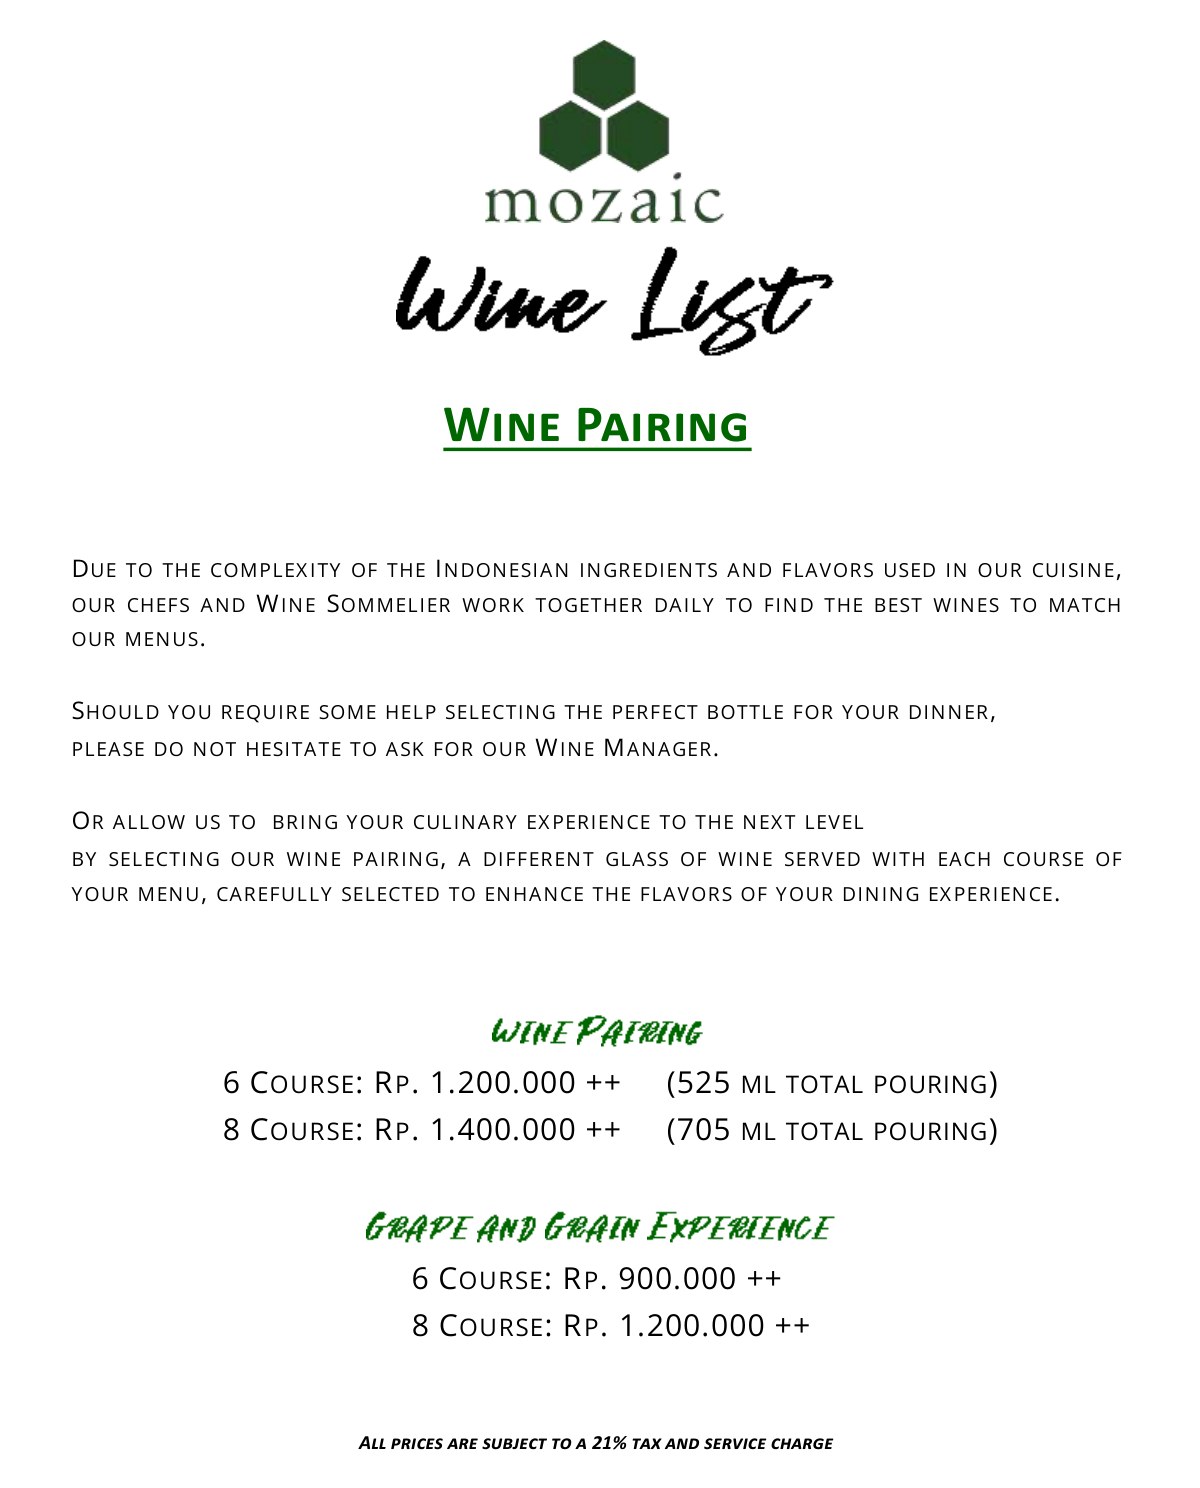 mozaic
Wine List
Wine Pairing
Due to the complexity of the Indonesian ingredients and flavors used in our cuisine,
our chefs and Wine Sommelier work together daily to find the best wines to match
our menus.
Should you require some help selecting the perfect bottle for your dinner,
please do not hesitate to ask for our Wine Manager.
Or allow us to  bring your culinary experience to the next level
by selecting our wine pairing, a different glass of wine served with each course of
your menu, carefully selected to enhance the flavors of your dining experience.
Wine Pairing
6 Course: Rp. 1.200.000 ++ (525 ml total pouring)
8 Course: Rp. 1.400.000 ++ (705 ml total pouring)
Grape and Grain Experience
6 Course: Rp. 900.000 ++
8 Course: Rp. 1.200.000 ++
All prices are subject to a 21% tax and service charge